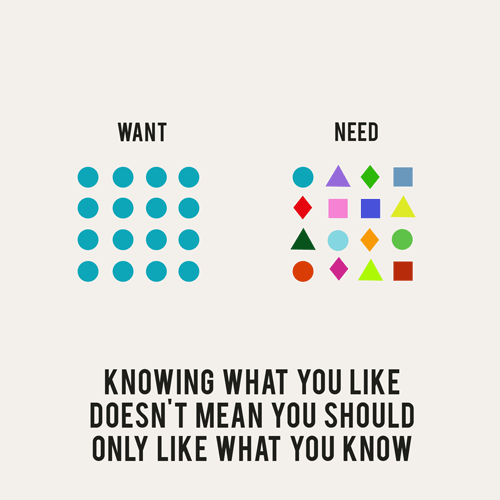 WANT
NEED
KNOWING WHAT YOU LIKE
DOESN'T MEAN YOU SHOULD
ONLY LIKE WHAT YOU KNOW